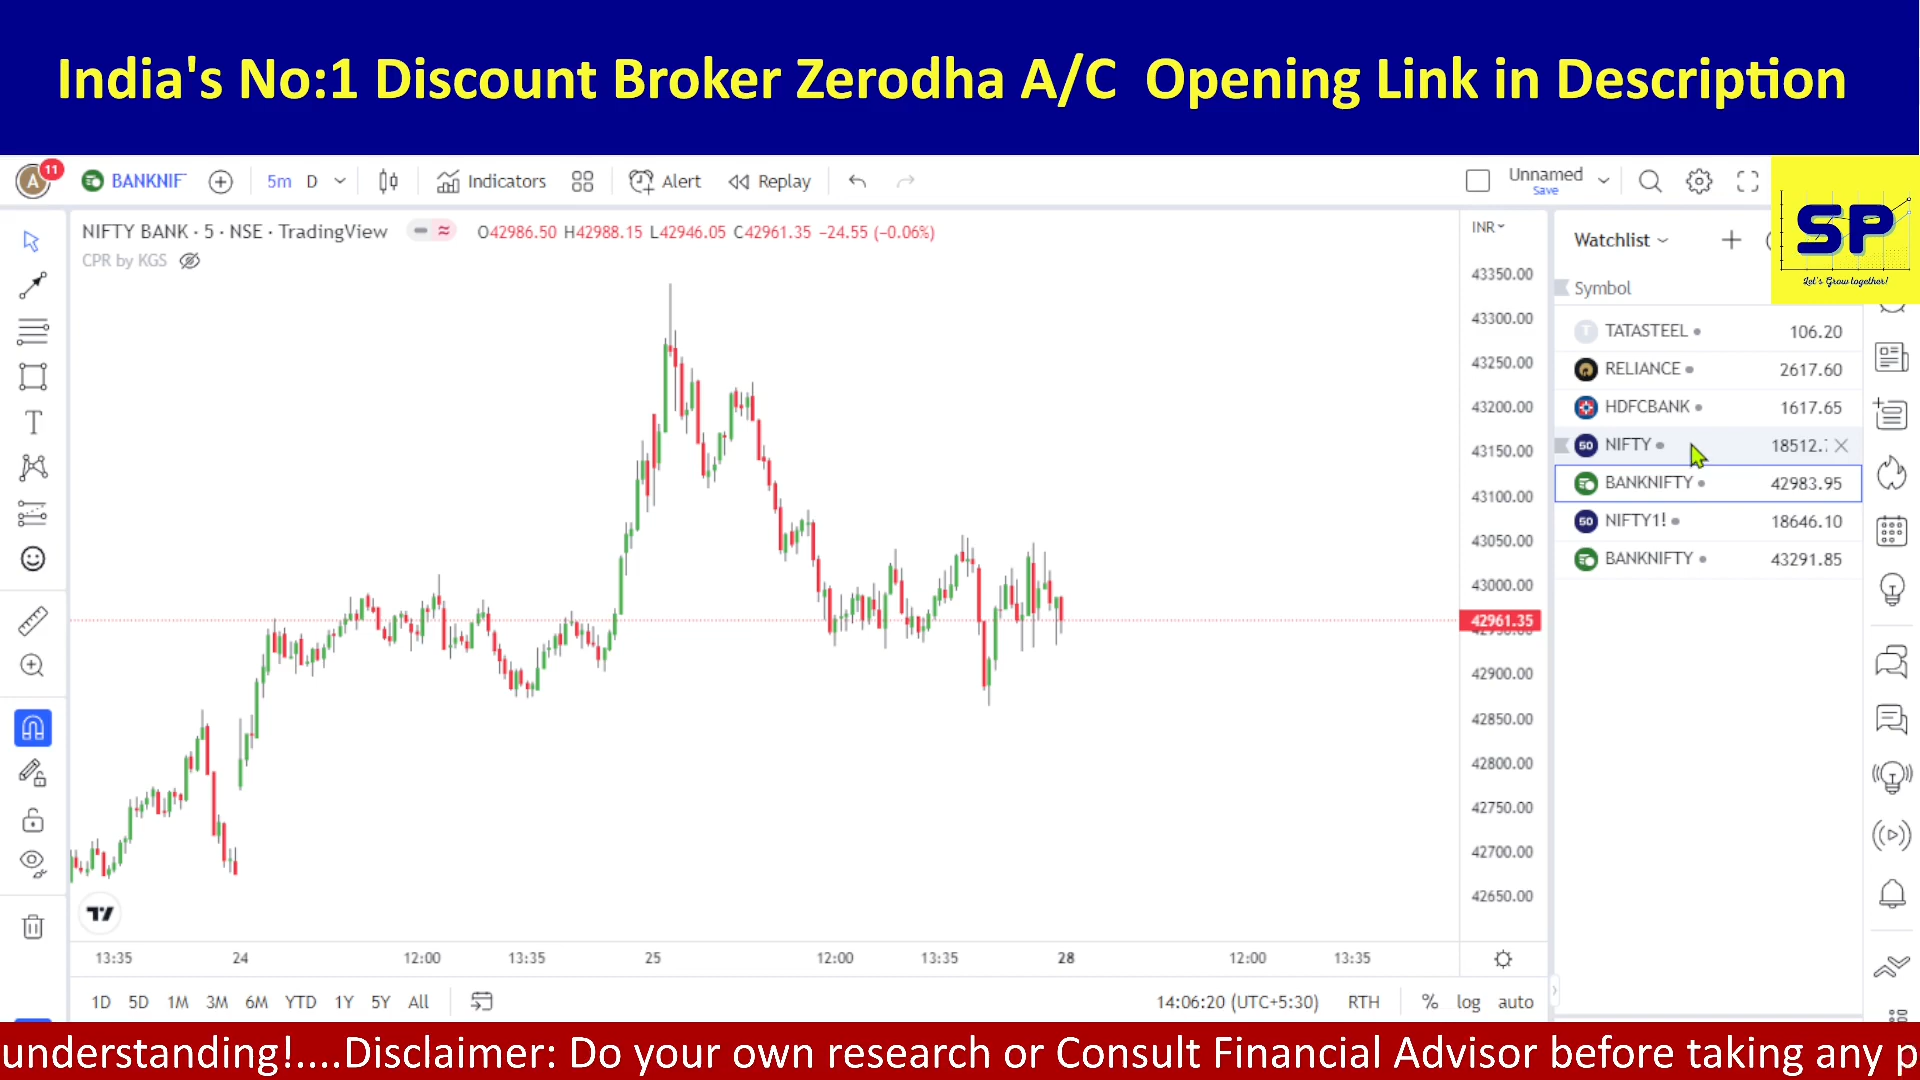 India's No:1 Discount Broker Zerodha A/C Opening Link in Description
A 11 BANKNIF 5m D Indicators Alert Replay Unnamed Save
SP
Let's Grow together!
NIFTY BANK · 5 · NSE · TradingView O42986.50 H42988.15 L42946.05 C42961.35 −24.55 (−0.06%)
CPR by KGS
INR
43350.00
43300.00
43250.00
43200.00
43150.00
43100.00
43050.00
43000.00
42961.35
42900.00
42850.00
42800.00
42750.00
42700.00
42650.00
Watchlist
Symbol
T TATASTEEL 106.20
RELIANCE 2617.60
HDFCBANK 1617.65
50 NIFTY 18512.
BANKNIFTY 42983.95
50 NIFTY1! 18646.10
BANKNIFTY 43291.85
13:35 24 12:00 13:35 25 12:00 13:35 28 12:00 13:35
1D 5D 1M 3M 6M YTD 1Y 5Y All 14:06:20 (UTC+5:30) RTH % log auto
understanding!....Disclaimer: Do your own research or Consult Financial Advisor before taking any p